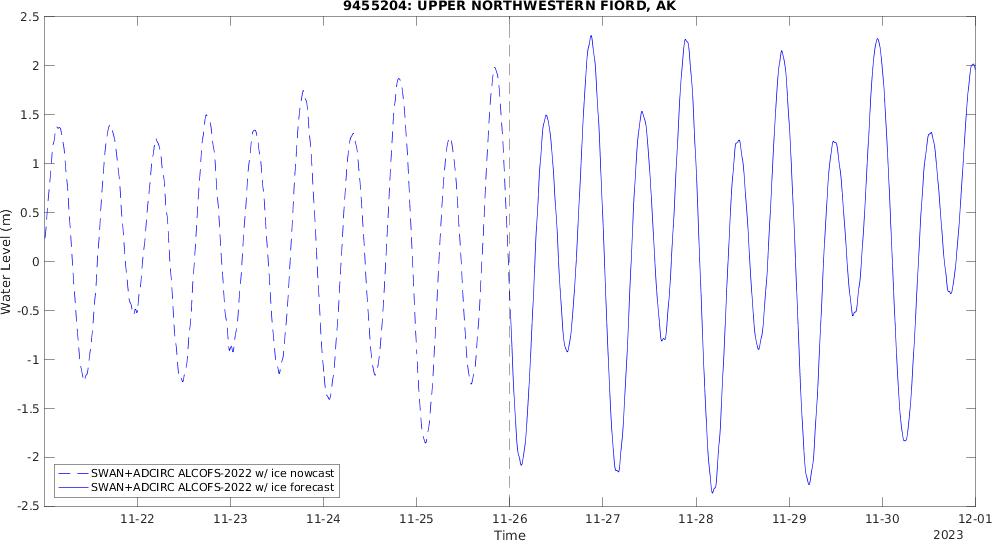 9455204: UPPER NORTHWESTERN FIORD, AK
2.5
2
1.5
1
0.5
0
-0.5
-1
-1.5
-2
-2.5
Water Level (m)
SWAN+ADCIRC ALCOFS-2022 w/ ice nowcast
SWAN+ADCIRC ALCOFS-2022 w/ ice forecast
11-22 11-23 11-24 11-25 11-26 11-27 11-28 11-29 11-30 12-01
Time
2023